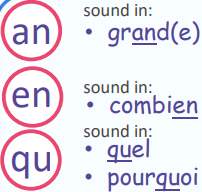 an
sound in:
• grand(e)
en
sound in:
• combien
qu
sound in:
• quel
• pourquoi